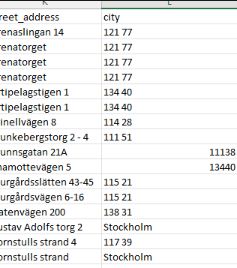 K L
reet_address city
renaslingan 14 121 77
renatorget 121 77
renatorget 121 77
renatorget 121 77
rtipelagstigen 1 134 40
rtipelagstigen 1 134 40
inellvägen 8 114 28
unkebergstorg 2 - 4 111 51
unnsgatan 21A 11138
namottevägen 5 13440
urgårdsslätten 43-45 115 21
urgårdsvägen 6-16 115 21
atenvägen 200 138 31
ustav Adolfs torg 2 Stockholm
ornstulls strand 4 117 39
ornstulls strand Stockholm